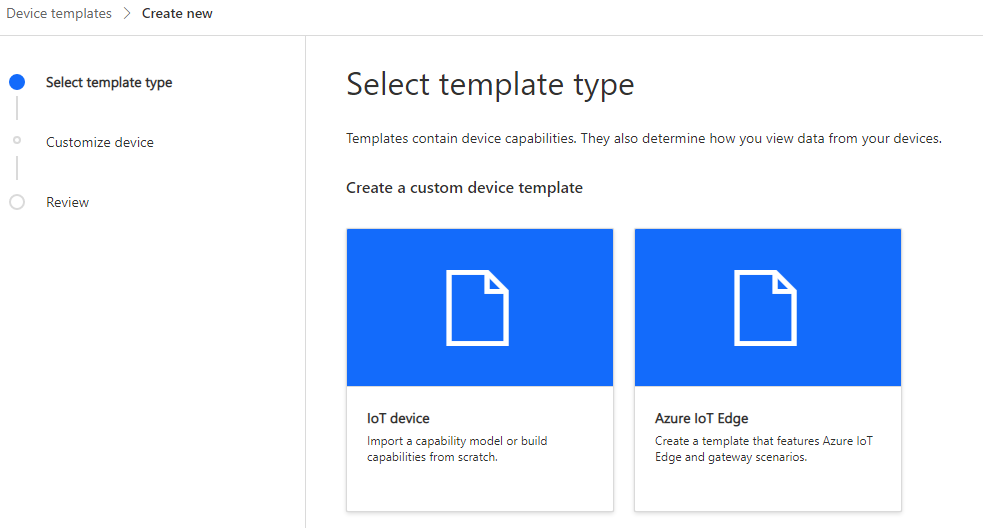 Device templates > Create new
Select template type
Customize device
Review
Select template type
Templates contain device capabilities. They also determine how you view data from your devices.
Create a custom device template
IoT device
Import a capability model or build
capabilities from scratch.
Azure IoT Edge
Create a template that features Azure IoT
Edge and gateway scenarios.